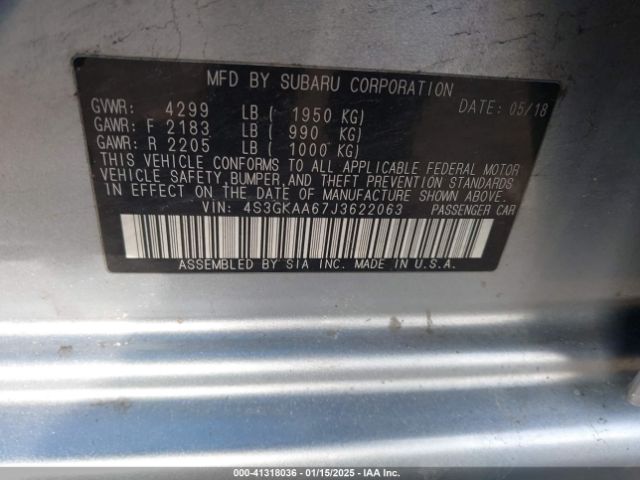 MFD BY SUBARU CORPORATION
GVWR: 4299 LB ( 1950 KG) DATE: 05/18
GAWR: F 2183 LB ( 990 KG)
GAWR: R 2205 LB ( 1000 KG)
THIS VEHICLE CONFORMS TO ALL APPLICABLE FEDERAL MOTOR
VEHICLE SAFETY, BUMPER, AND THEFT PREVENTION STANDARDS
IN EFFECT ON THE DATE OF MANUFACTURE SHOWN ABOVE.
VIN: 4S3GKAA67J3622063 PASSENGER CAR
ASSEMBLED BY SIA INC. MADE IN U.S.A.
000-41318036 - 01/15/2025 - IAA Inc.